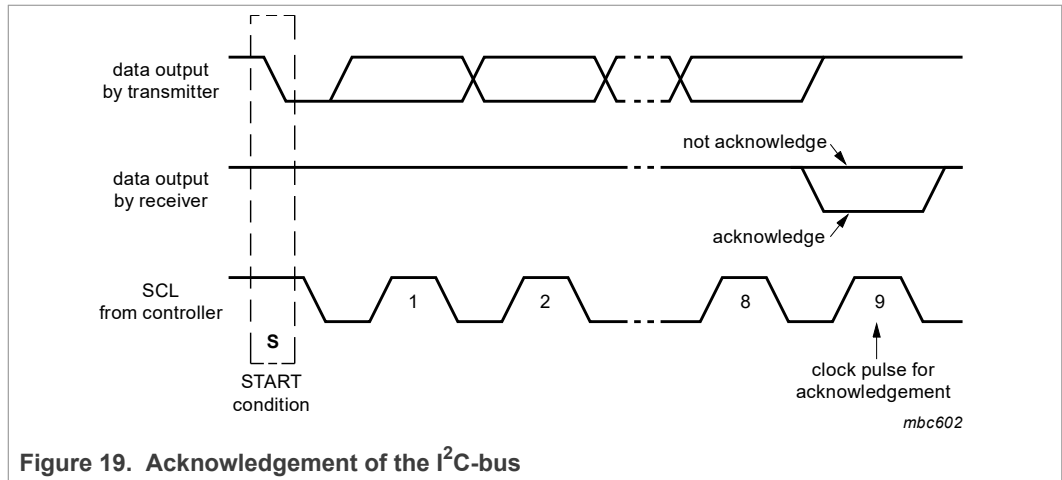 data output
by transmitter
not acknowledge
data output
by receiver
acknowledge
SCL
from controller
1
2
8
9
S
START
condition
clock pulse for
acknowledgement
mbc602
Figure 19. Acknowledgement of the I²C-bus